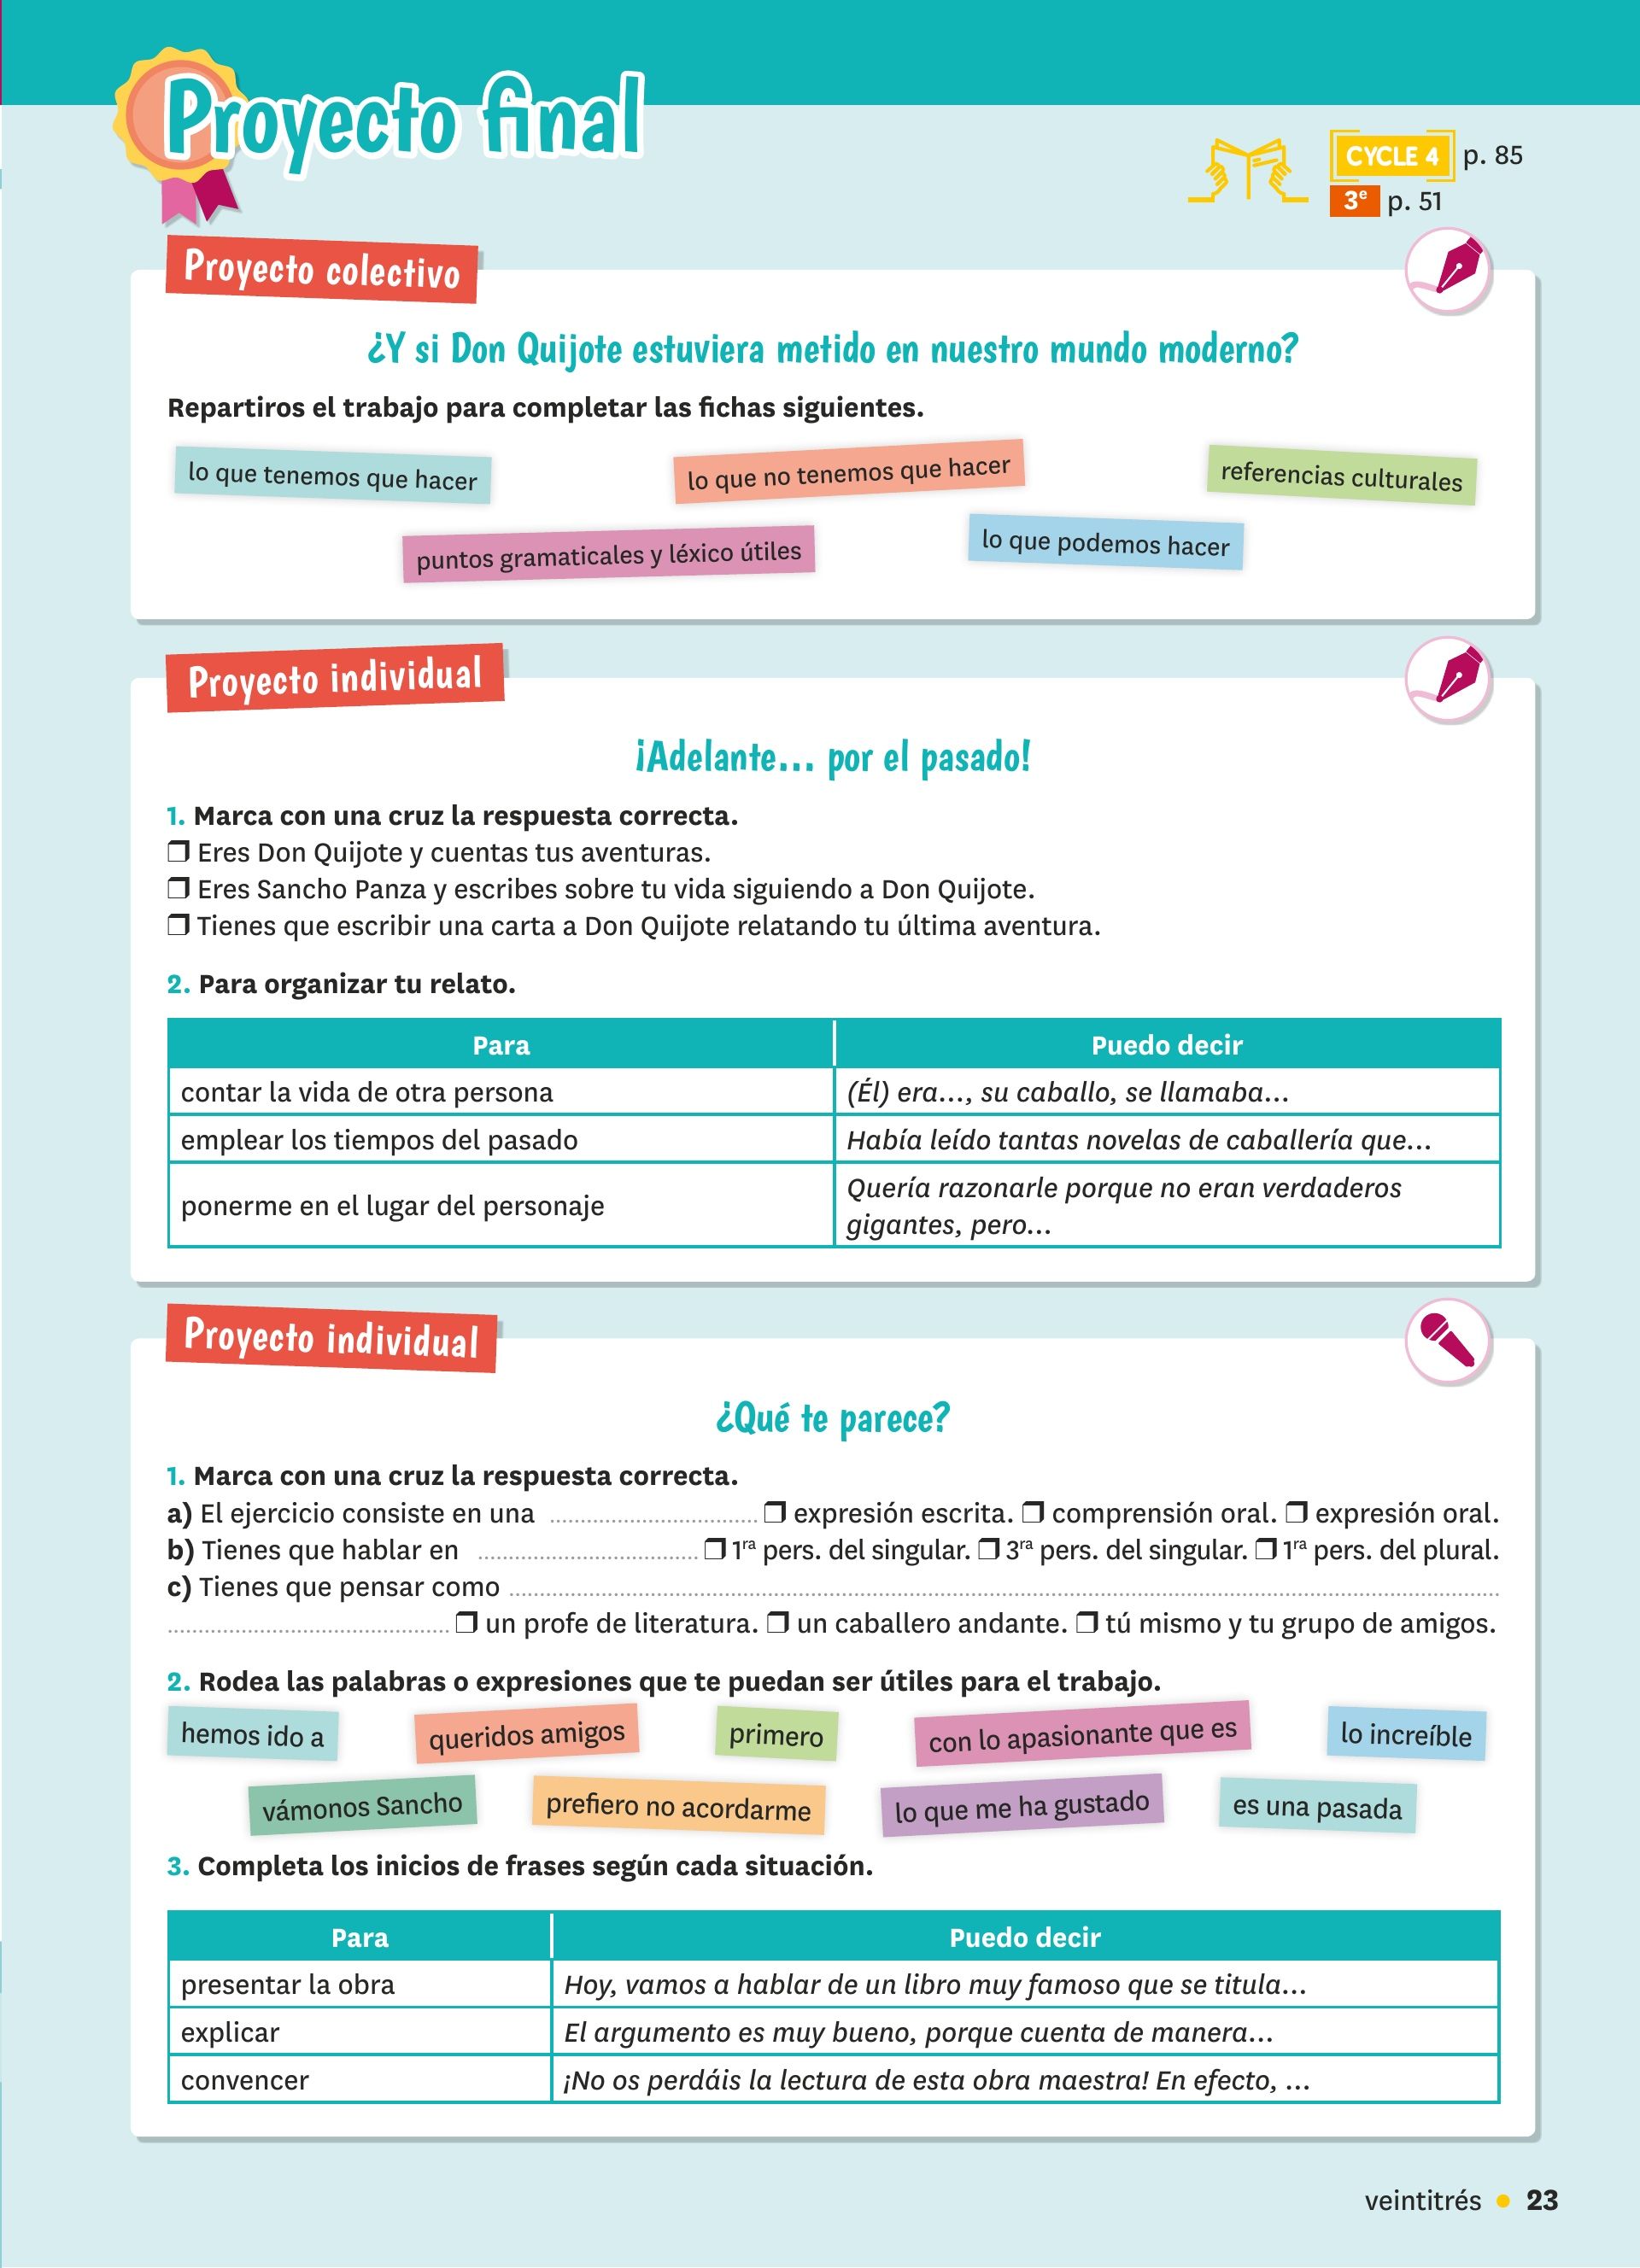 Proyecto final
CYCLE 4 p. 85
3e p. 51
Proyecto colectivo
¿Y si Don Quijote estuviera metido en nuestro mundo moderno?
Repartiros el trabajo para completar las fichas siguientes.
lo que tenemos que hacer
lo que no tenemos que hacer
referencias culturales
puntos gramaticales y léxico útiles
lo que podemos hacer
Proyecto individual
¡Adelante... por el pasado!
1. Marca con una cruz la respuesta correcta.
❒ Eres Don Quijote y cuentas tus aventuras.
❒ Eres Sancho Panza y escribes sobre tu vida siguiendo a Don Quijote.
❒ Tienes que escribir una carta a Don Quijote relatando tu última aventura.
2. Para organizar tu relato.
Para Puedo decir
contar la vida de otra persona (Él) era..., su caballo, se llamaba...
emplear los tiempos del pasado Había leído tantas novelas de caballería que...
ponerme en el lugar del personaje Quería razonarle porque no eran verdaderos
gigantes, pero...
Proyecto individual
¿Qué te parece?
1. Marca con una cruz la respuesta correcta.
a) El ejercicio consiste en una .............................. ❒ expresión escrita. ❒ comprensión oral. ❒ expresión oral.
b) Tienes que hablar en ................................ ❒ 1ra pers. del singular. ❒ 3ra pers. del singular. ❒ 1ra pers. del plural.
c) Tienes que pensar como ..............................................................................
......................................... ❒ un profe de literatura. ❒ un caballero andante. ❒ tú mismo y tu grupo de amigos.
2. Rodea las palabras o expresiones que te puedan ser útiles para el trabajo.
hemos ido a
queridos amigos
primero
con lo apasionante que es
lo increíble
vámonos Sancho
prefiero no acordarme
lo que me ha gustado
es una pasada
3. Completa los inicios de frases según cada situación.
Para Puedo decir
presentar la obra Hoy, vamos a hablar de un libro muy famoso que se titula...
explicar El argumento es muy bueno, porque cuenta de manera...
convencer ¡No os perdáis la lectura de esta obra maestra! En efecto, ...
veintitrés • 23